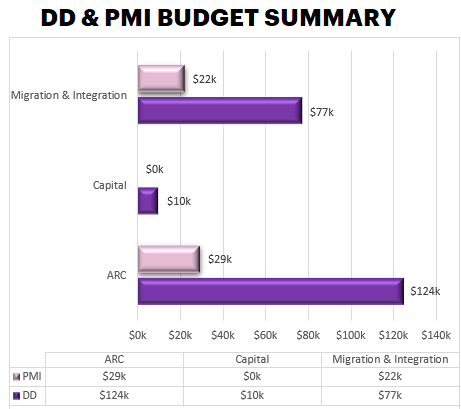 DD & PMI BUDGET SUMMARY
$22k
Migration & Integration
$77k
$0k
Capital
$10k
$29k
ARC
$124k
$0k $20k $40k $60k $80k $100k $120k $140k
ARC Capital Migration & Integration
PMI $29k $0k $22k
DD $124k $10k $77k